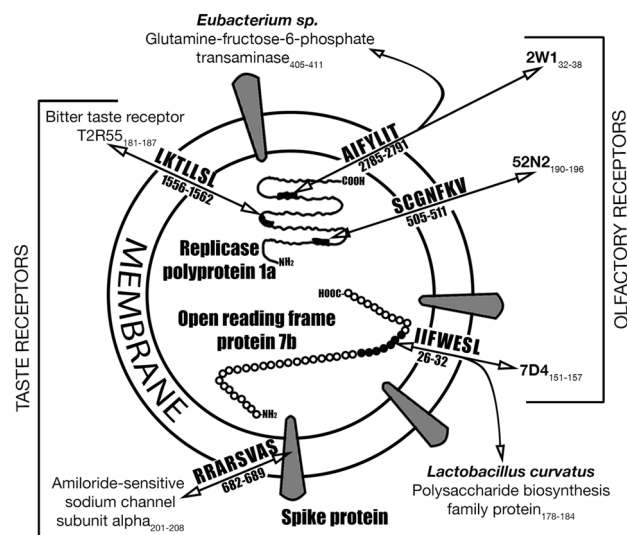 Eubacterium sp.
Glutamine-fructose-6-phosphate
transaminase405-411
2W132-38
Bitter taste receptor
T2R55181-187
LKTLLSL
1556-1562
AIFYLIT
2785-2791
52N2190-196
SCGNFKV
505-511
COOH
Replicase
polyprotein 1a
NH2
MEMBRANE
TASTE RECEPTORS
OLFACTORY RECEPTORS
HOOC
Open reading frame
protein 7b
IIFWESL
26-32
7D4151-157
NH2
RRARSVAS
682-689
Lactobacillus curvatus
Polysaccharide biosynthesis
family protein178-184
Amiloride-sensitive
sodium channel
subunit alpha201-208
Spike protein